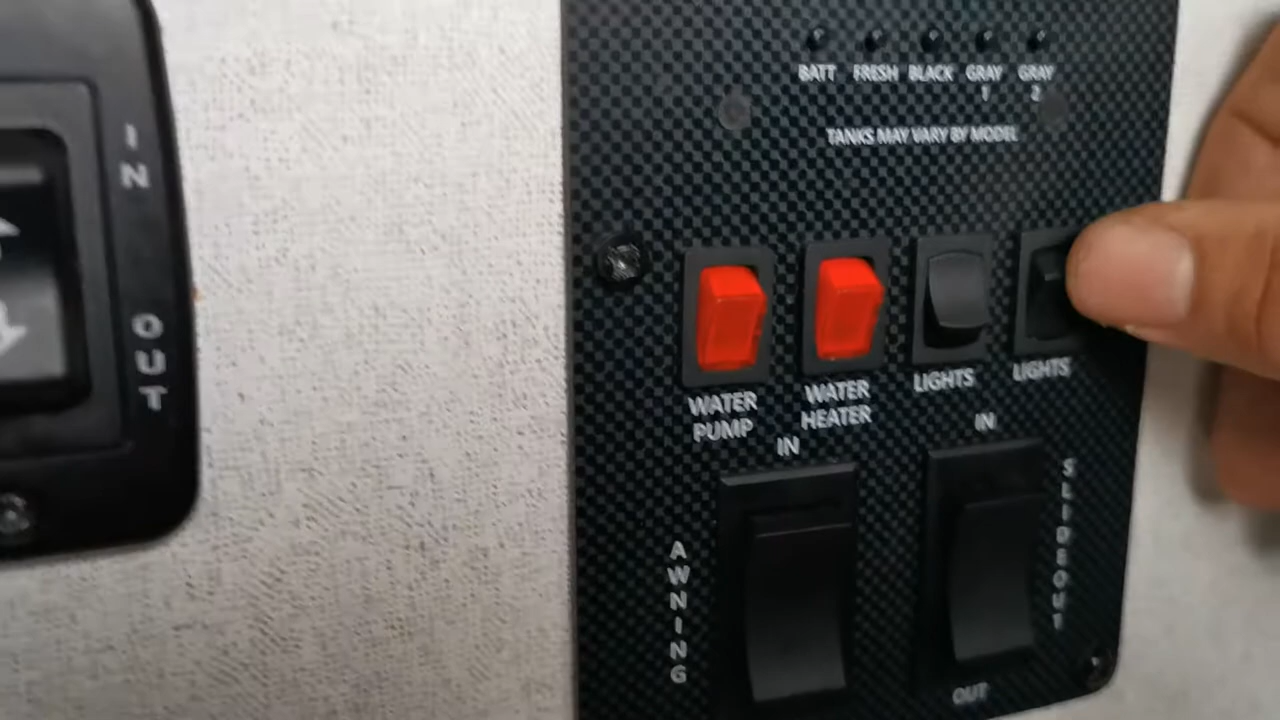 IN
OUT
BATT FRESH BLACK GRAY 1 GRAY 2
TANKS MAY VARY BY MODEL
WATER PUMP
WATER HEATER
LIGHTS
LIGHTS
IN
IN
AWNING
SLIDEOUT
OUT